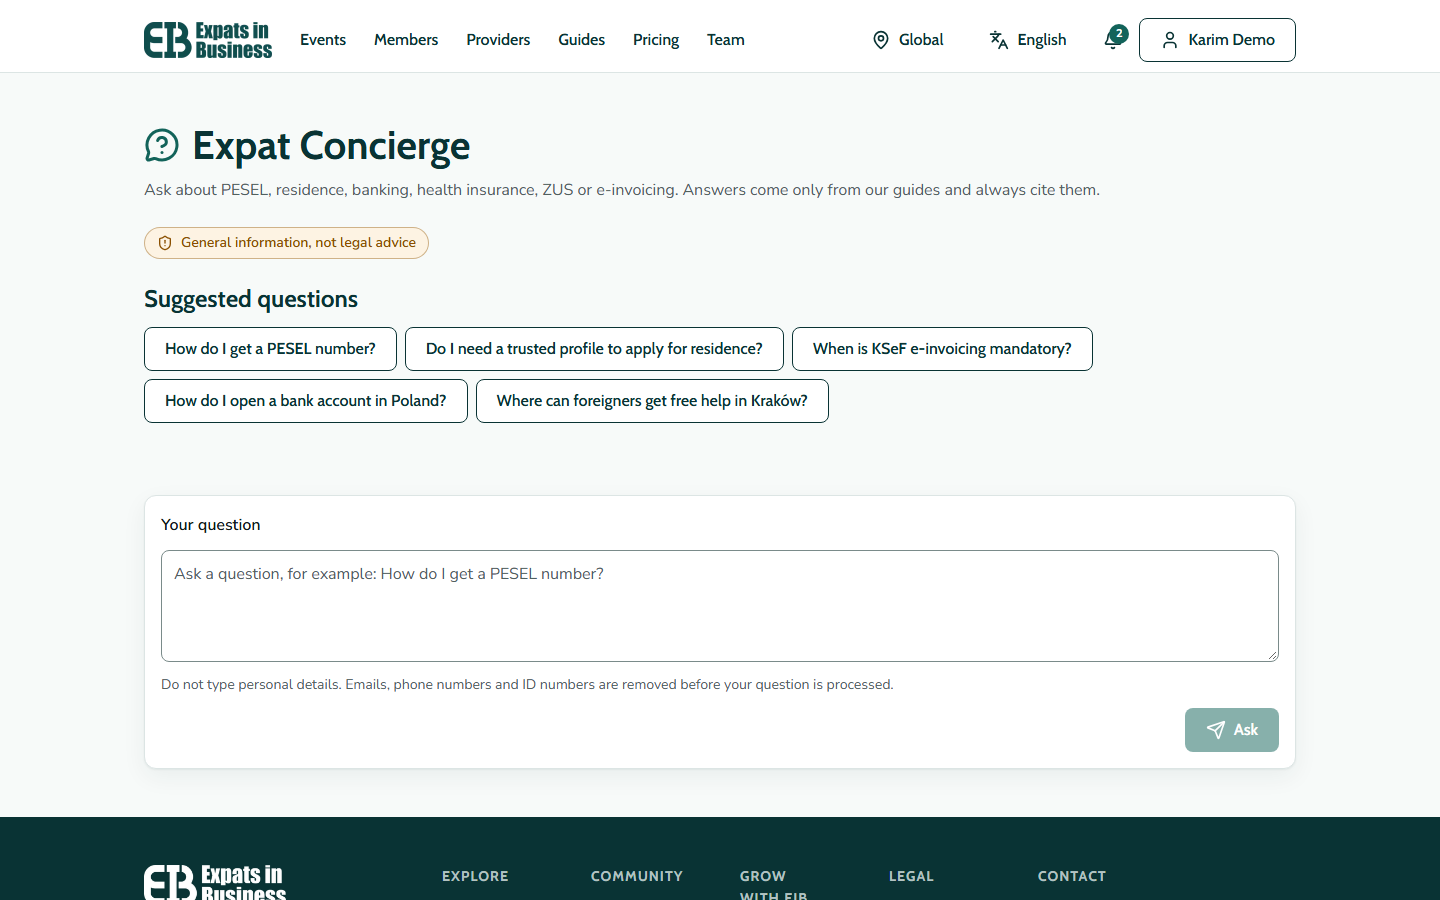 EIB Expats in Business
Events Members Providers Guides Pricing Team Global English 2 Karim Demo
Expat Concierge
Ask about PESEL, residence, banking, health insurance, ZUS or e-invoicing. Answers come only from our guides and always cite them.
General information, not legal advice
Suggested questions
How do I get a PESEL number? Do I need a trusted profile to apply for residence? When is KSeF e-invoicing mandatory?
How do I open a bank account in Poland? Where can foreigners get free help in Kraków?
Your question
Ask a question, for example: How do I get a PESEL number?
Do not type personal details. Emails, phone numbers and ID numbers are removed before your question is processed.
Ask
EIB Expats in Business
EXPLORE COMMUNITY GROW WITH EIB LEGAL CONTACT